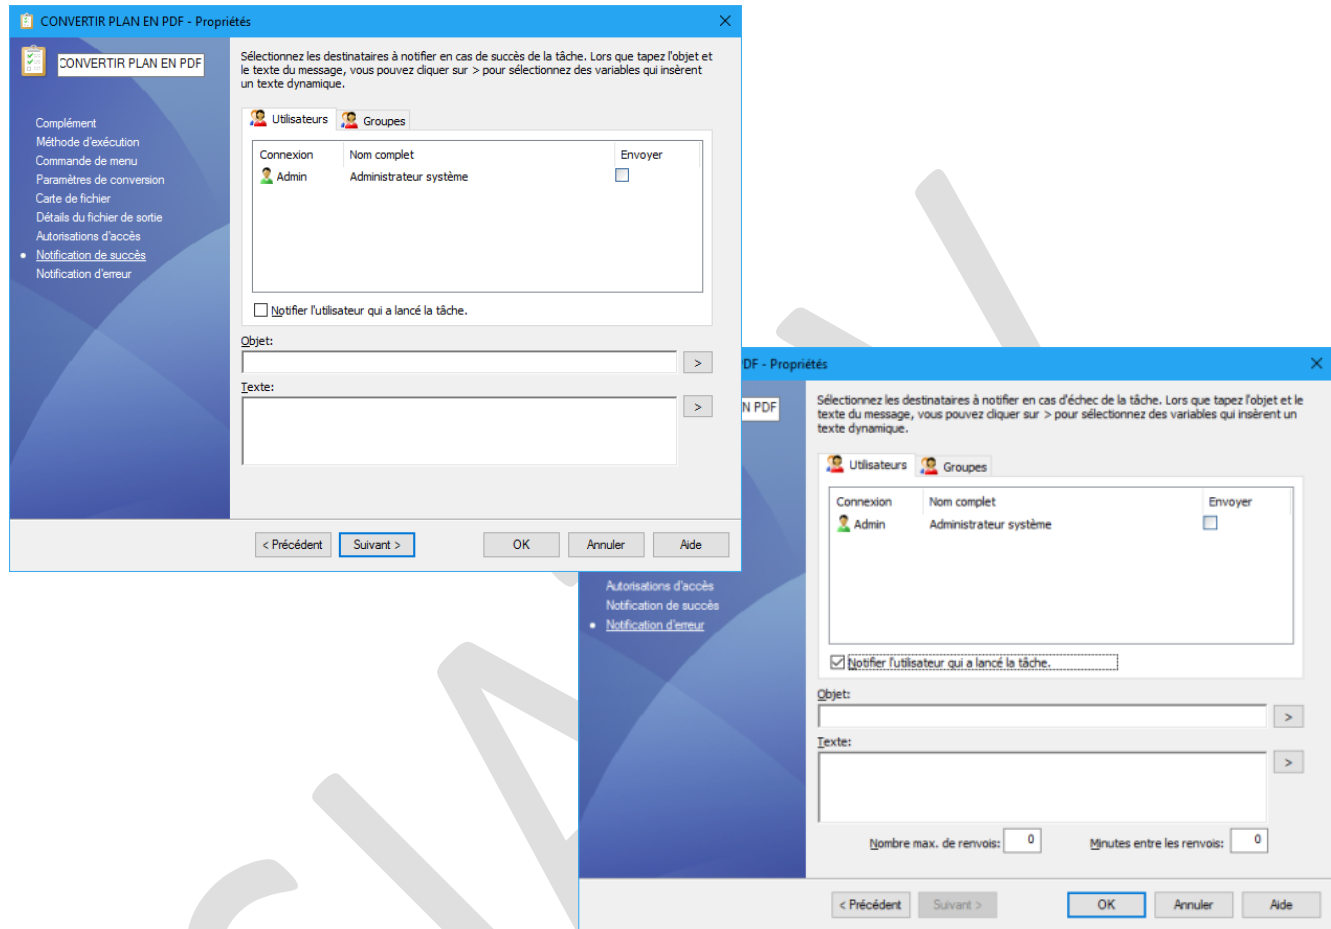 CONVERTIR PLAN EN PDF - Propriétés
CONVERTIR PLAN EN PDF
Complément
Méthode d'exécution
Commande de menu
Paramètres de conversion
Carte de fichier
Détails du fichier de sortie
Autorisations d'accès
Notification de succès
Notification d'erreur
Sélectionnez les destinataires à notifier en cas de succès de la tâche. Lors que tapez l'objet et
le texte du message, vous pouvez cliquer sur > pour sélectionnez des variables qui insèrent
un texte dynamique.
Utilisateurs Groupes
Connexion Nom complet Envoyer
Admin Administrateur système
Notifier l'utilisateur qui a lancé la tâche.
Objet:
>
Texte:
>
< Précédent Suivant > OK Annuler Aide
PDF - Propriétés
N PDF
Autorisations d'accès
Notification de succès
Notification d'erreur
Sélectionnez les destinataires à notifier en cas d'échec de la tâche. Lors que tapez l'objet et le
texte du message, vous pouvez cliquer sur > pour sélectionnez des variables qui insèrent un
texte dynamique.
Utilisateurs Groupes
Connexion Nom complet Envoyer
Admin Administrateur système
Notifier l'utilisateur qui a lancé la tâche.
Objet:
>
Texte:
>
Nombre max. de renvois: 0 Minutes entre les renvois: 0
< Précédent Suivant > OK Annuler Aide